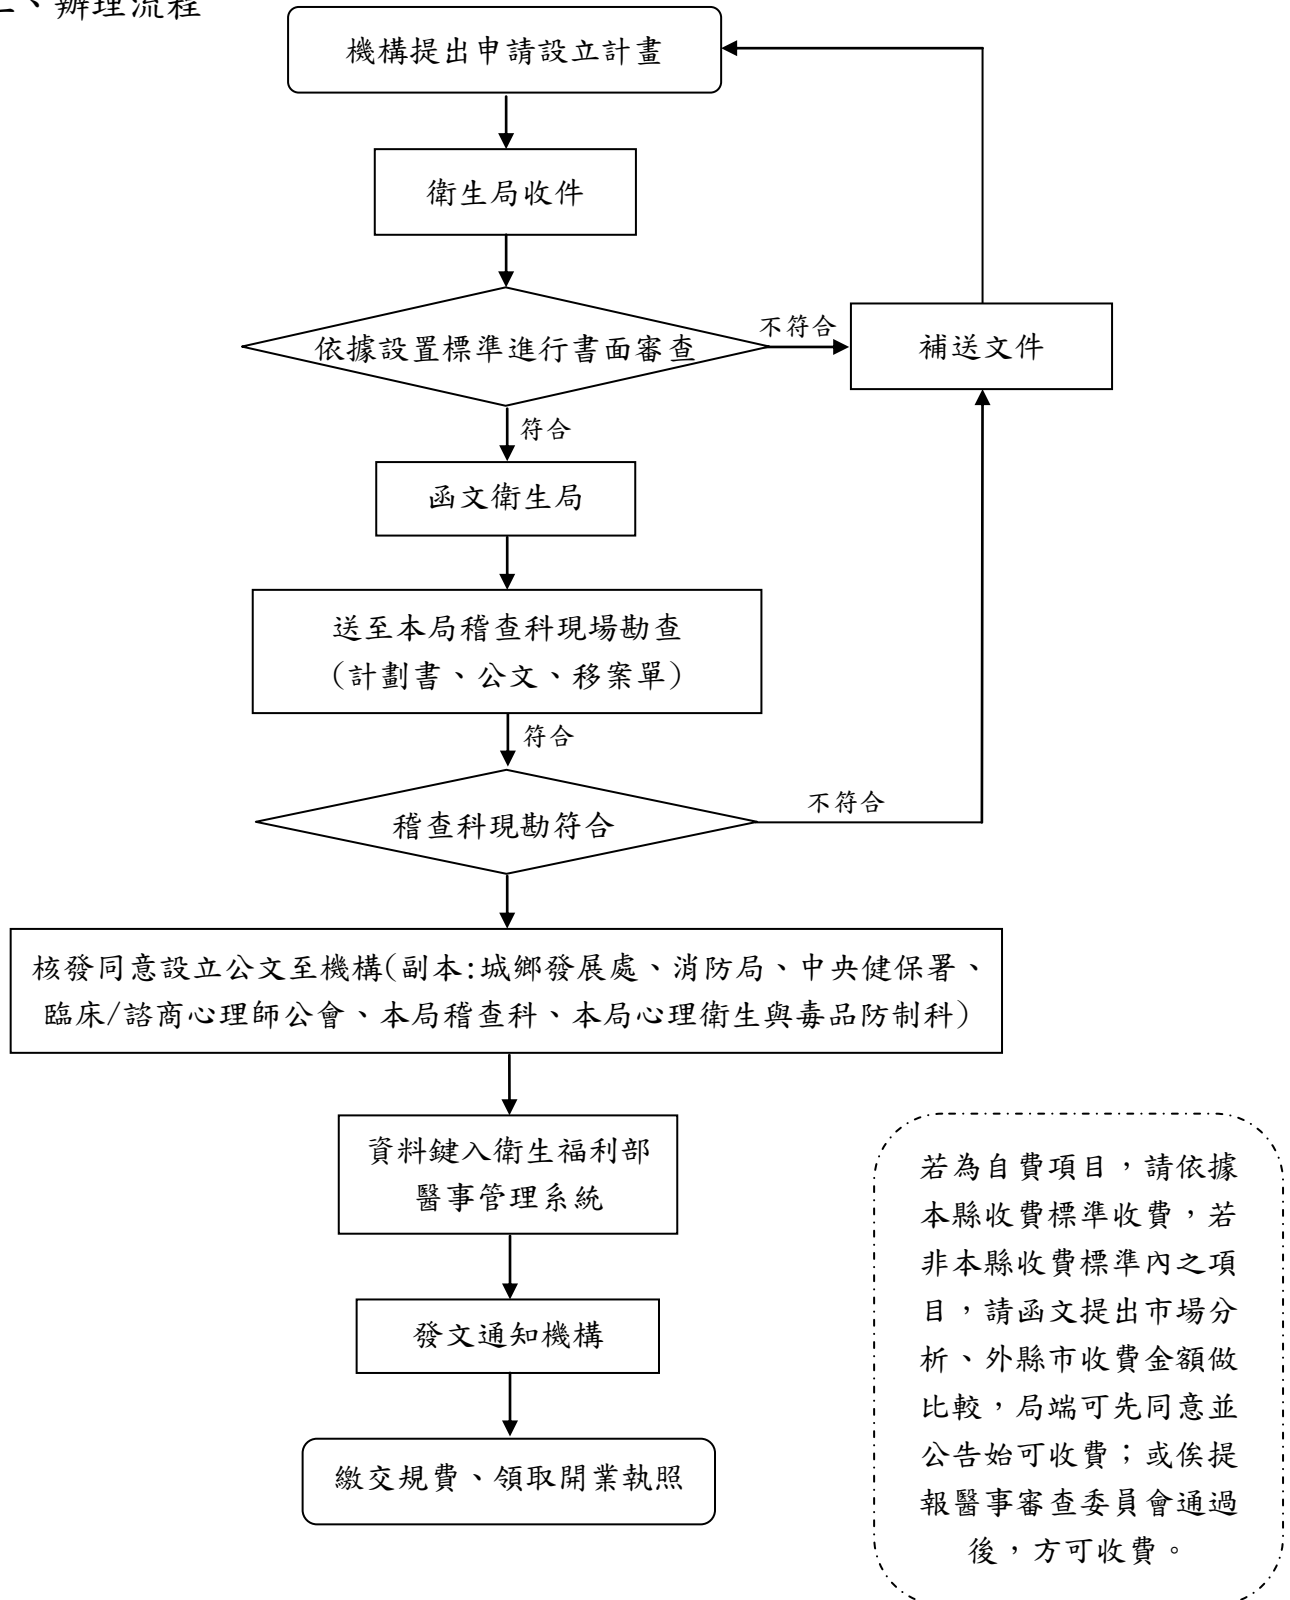 、辦理流程
機構提出申請設立計畫
衛生局收件
依據設置標準進行書面審查
不符合
補送文件
符合
函文衛生局
送至本局稽查科現場勘查
(計劃書、公文、移案單)
符合
稽查科現勘符合
不符合
核發同意設立公文至機構(副本:城鄉發展處、消防局、中央健保署、
臨床/諮商心理師公會、本局稽查科、本局心理衛生與毒品防制科)
資料鍵入衛生福利部
醫事管理系統
發文通知機構
繳交規費、領取開業執照
若為自費項目，請依據
本縣收費標準收費，若
非本縣收費標準內之項
目，請函文提出市場分
析、外縣市收費金額做
比較，局端可先同意並
公告始可收費；或俟提
報醫事審查委員會通過
後，方可收費。